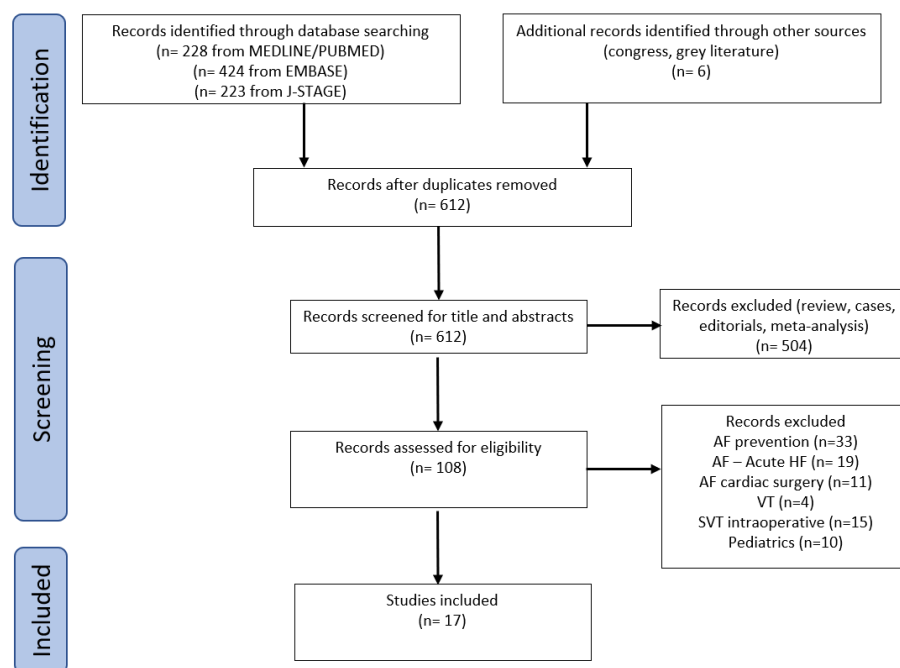 Identification
Records identified through database searching
(n= 228 from MEDLINE/PUBMED)
(n= 424 from EMBASE)
(n= 223 from J-STAGE)
Additional records identified through other sources
(congress, grey literature)
(n= 6)
Records after duplicates removed
(n= 612)
Screening
Records screened for title and abstracts
(n= 612)
Records excluded (review, cases,
editorials, meta-analysis)
(n= 504)
Records assessed for eligibility
(n= 108)
Records excluded
AF prevention (n=33)
AF – Acute HF (n= 19)
AF cardiac surgery (n=11)
VT (n=4)
SVT intraoperative (n=15)
Pediatrics (n=10)
Included
Studies included
(n= 17)